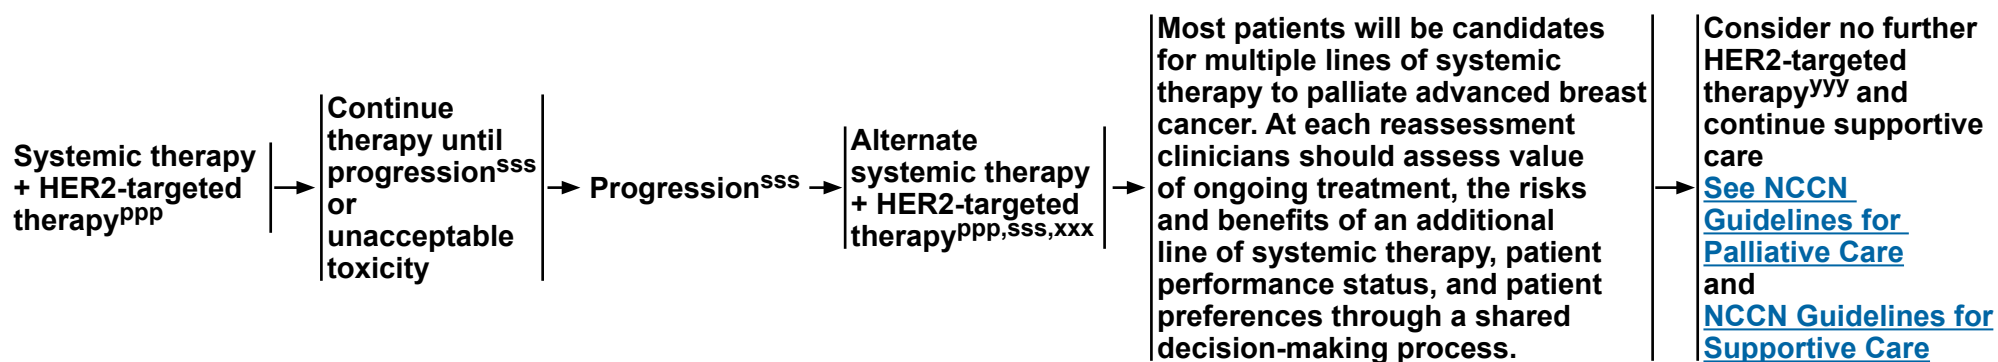 Systemic therapy
+ HER2-targeted
therapyppp
Continue
therapy until
progressionsss
or
unacceptable
toxicity
Progressionsss
Alternate
systemic therapy
+ HER2-targeted
therapyppp,sss,xxx
Most patients will be candidates
for multiple lines of systemic
therapy to palliate advanced breast
cancer. At each reassessment
clinicians should assess value
of ongoing treatment, the risks
and benefits of an additional
line of systemic therapy, patient
performance status, and patient
preferences through a shared
decision-making process.
Consider no further
HER2-targeted
therapyyyy and
continue supportive
care
See NCCN
Guidelines for
Palliative Care
and
NCCN Guidelines for
Supportive Care